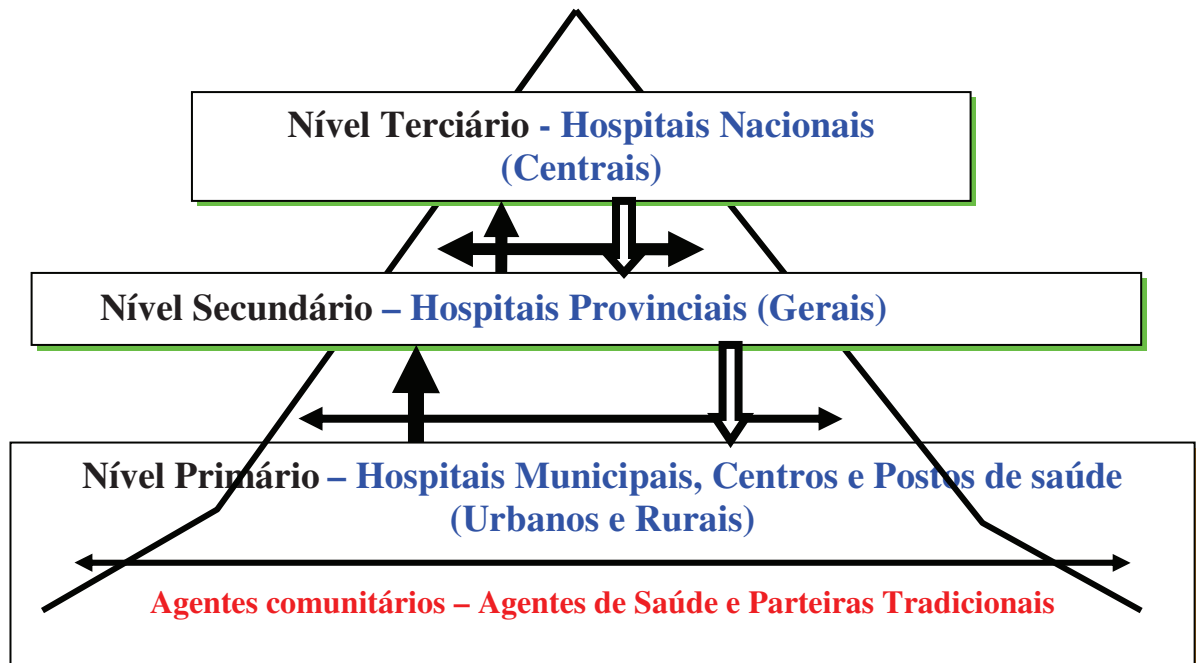 Nível Terciário - Hospitais Nacionais
(Centrais)
Nível Secundário – Hospitais Provinciais (Gerais)
Nível Primário – Hospitais Municipais, Centros e Postos de saúde
(Urbanos e Rurais)
Agentes comunitários – Agentes de Saúde e Parteiras Tradicionais